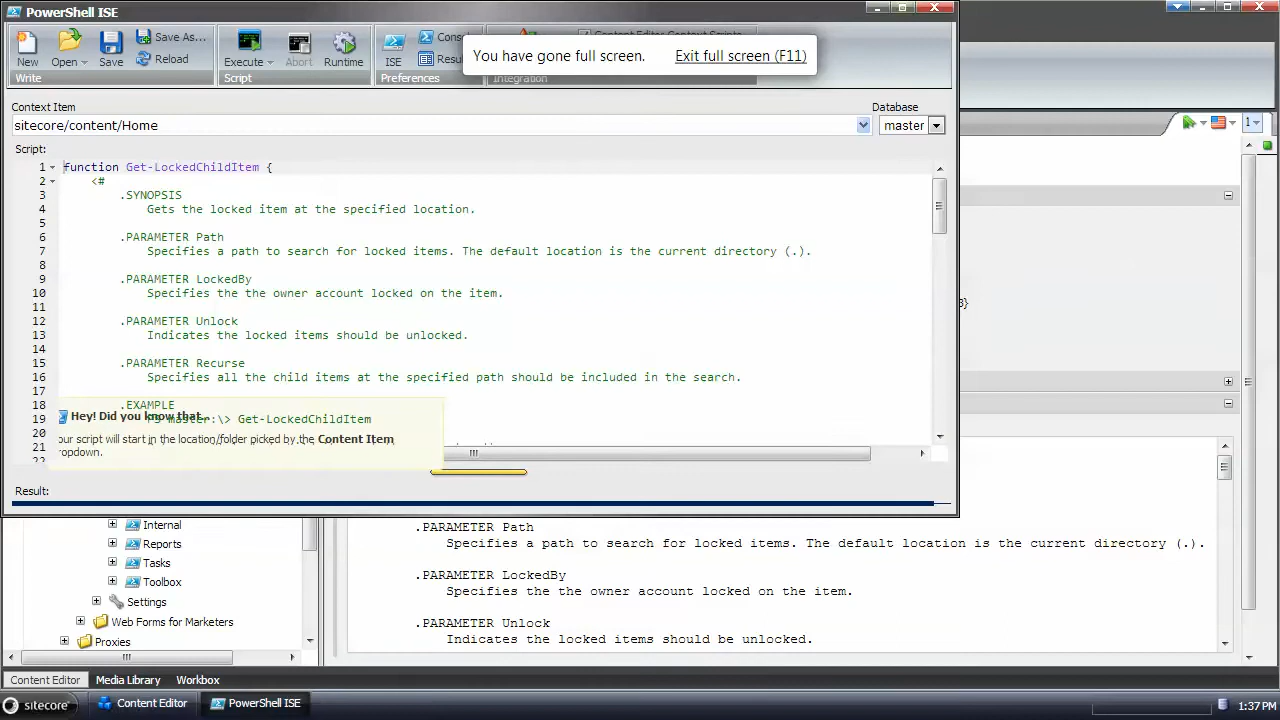 PowerShell ISE
New
Open
Save
Save As...
Reload
Write
Execute
Abort
Runtime
Script
ISE
Preferences
You have gone full screen. Exit full screen (F11)
Integration
Context Item
sitecore/content/Home
Database
master
Script:
1 function Get-LockedChildItem {
2 <#
3 .SYNOPSIS
4 Gets the locked item at the specified location.
5
6 .PARAMETER Path
7 Specifies a path to search for locked items. The default location is the current directory (.).
8
9 .PARAMETER LockedBy
10 Specifies the the owner account locked on the item.
11
12 .PARAMETER Unlock
13 Indicates the locked items should be unlocked.
14
15 .PARAMETER Recurse
16 Specifies all the child items at the specified path should be included in the search.
17
18 .EXAMPLE
19 PS master:\> Get-LockedChildItem
20
21
22
Hey! Did you know that...
our script will start in the location/folder picked by the Content Item
ropdown.
Result:
1
3}
Internal
Reports
Tasks
Toolbox
Settings
Web Forms for Marketers
Proxies
.PARAMETER Path
Specifies a path to search for locked items. The default location is the current directory (.).
.PARAMETER LockedBy
Specifies the the owner account locked on the item.
.PARAMETER Unlock
Indicates the locked items should be unlocked.
Content Editor
Media Library
Workbox
sitecore
Content Editor
PowerShell ISE
1:37 PM